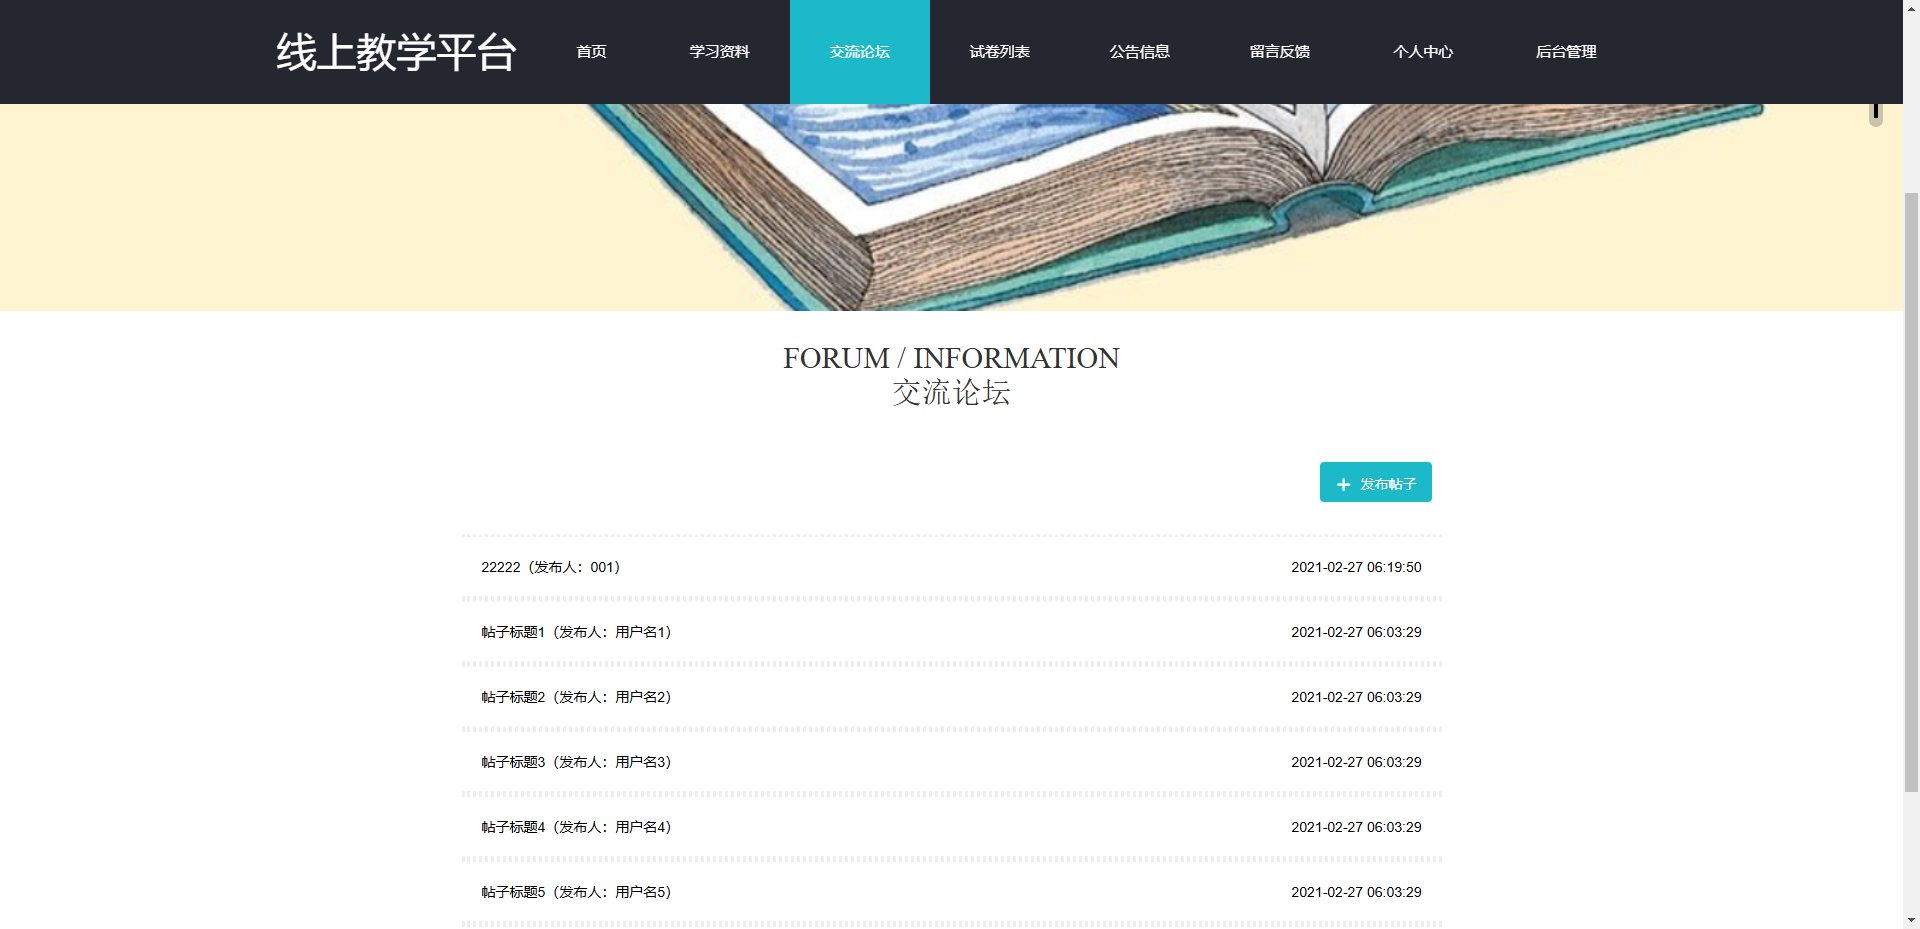 线上教学平台 首页 学习资料 交流论坛 试卷列表 公告信息 留言反馈 个人中心 后台管理
FORUM / INFORMATION
交流论坛
+ 发布帖子
22222（发布人：001） 2021-02-27 06:19:50
帖子标题1（发布人：用户名1） 2021-02-27 06:03:29
帖子标题2（发布人：用户名2） 2021-02-27 06:03:29
帖子标题3（发布人：用户名3） 2021-02-27 06:03:29
帖子标题4（发布人：用户名4） 2021-02-27 06:03:29
帖子标题5（发布人：用户名5） 2021-02-27 06:03:29